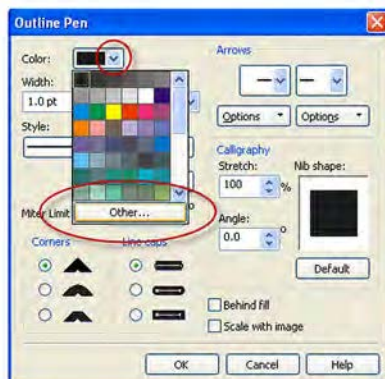 Outline Pen
Color:
Arrows
Width:
1.0 pt
Options
Options
Style:
Calligraphy
Stretch:
Nib shape:
100
%
Miter Limit
Other...
Angle:
0.0
Corners
Line caps
Default
Behind fill
Scale with image
OK
Cancel
Help